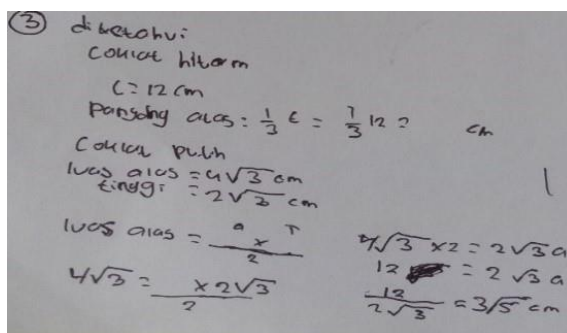 ③ diketahui:
Coklat hitam
t = 12 cm
Panjang alas = 1/3 t = 1/3 12 = cm
Coklat putih
luas alas = 4√3 cm
tinggi = 2√3 cm
luas alas = a x T / 2
4√3 = x 2√3 / 2
4√3 x 2 = 2√3 a
12 = 2√3 a
12 / 2√3 = 3√5 cm